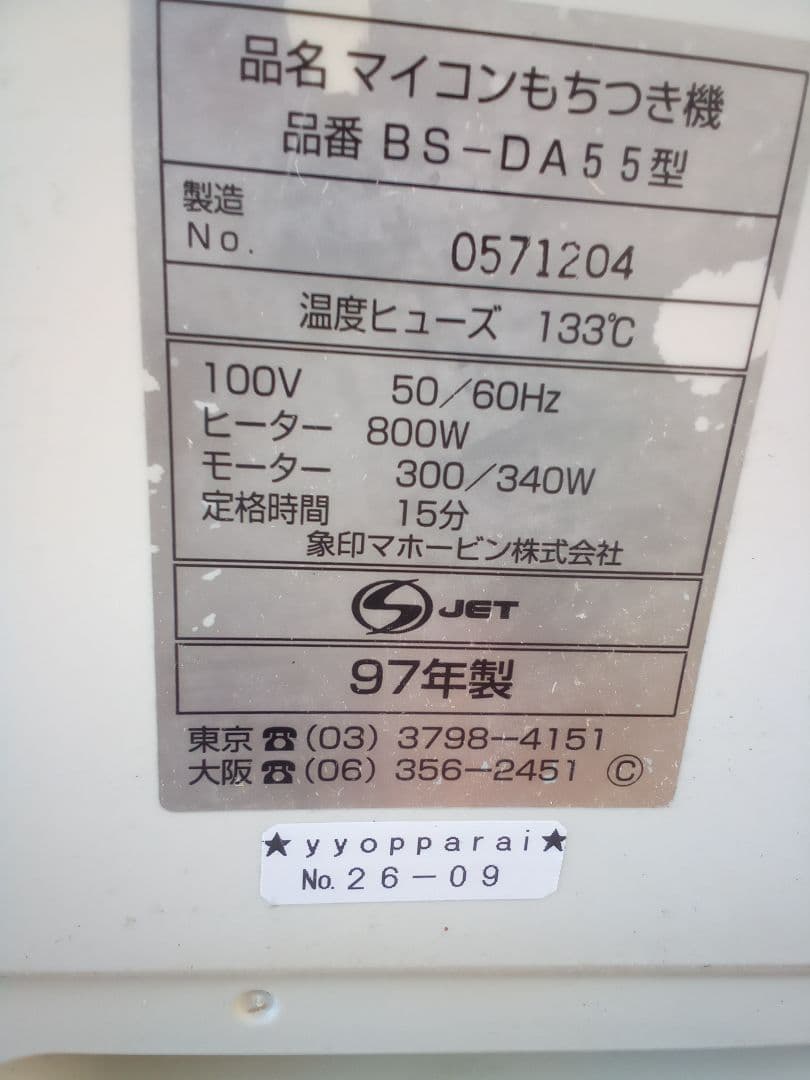 品名 マイコンもちつき機
品番 BS-DA55型
製造
No. 0571204
温度ヒューズ 133℃
100V 50/60Hz
ヒーター 800W
モーター 300/340W
定格時間 15分
象印マホービン株式会社
S JET
97年製
東京☎(03)3798-4151
大阪☎(06)356-2451 Ⓒ
★yyopparai★
No.26-09